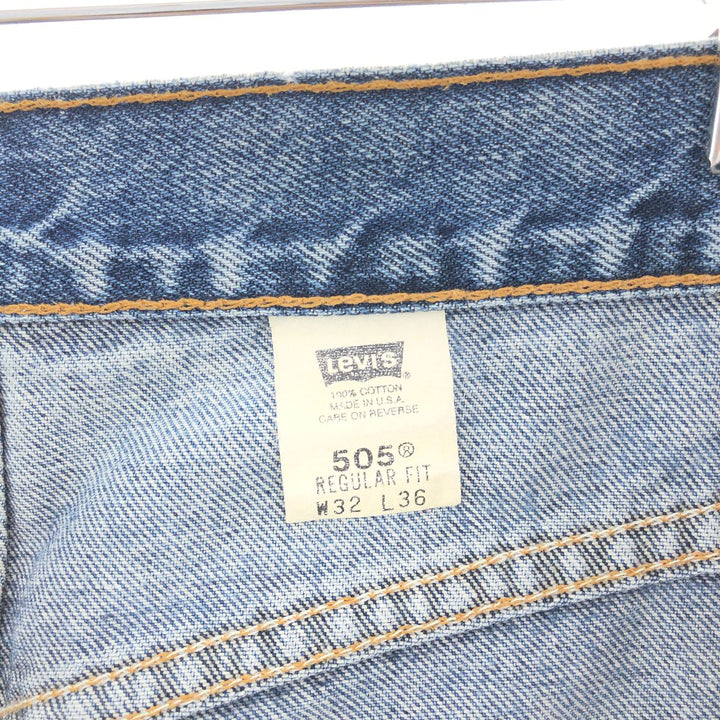 Levi's®
100% COTTON
MADE IN U.S.A.
CARE ON REVERSE
505®
REGULAR FIT
W32 L36